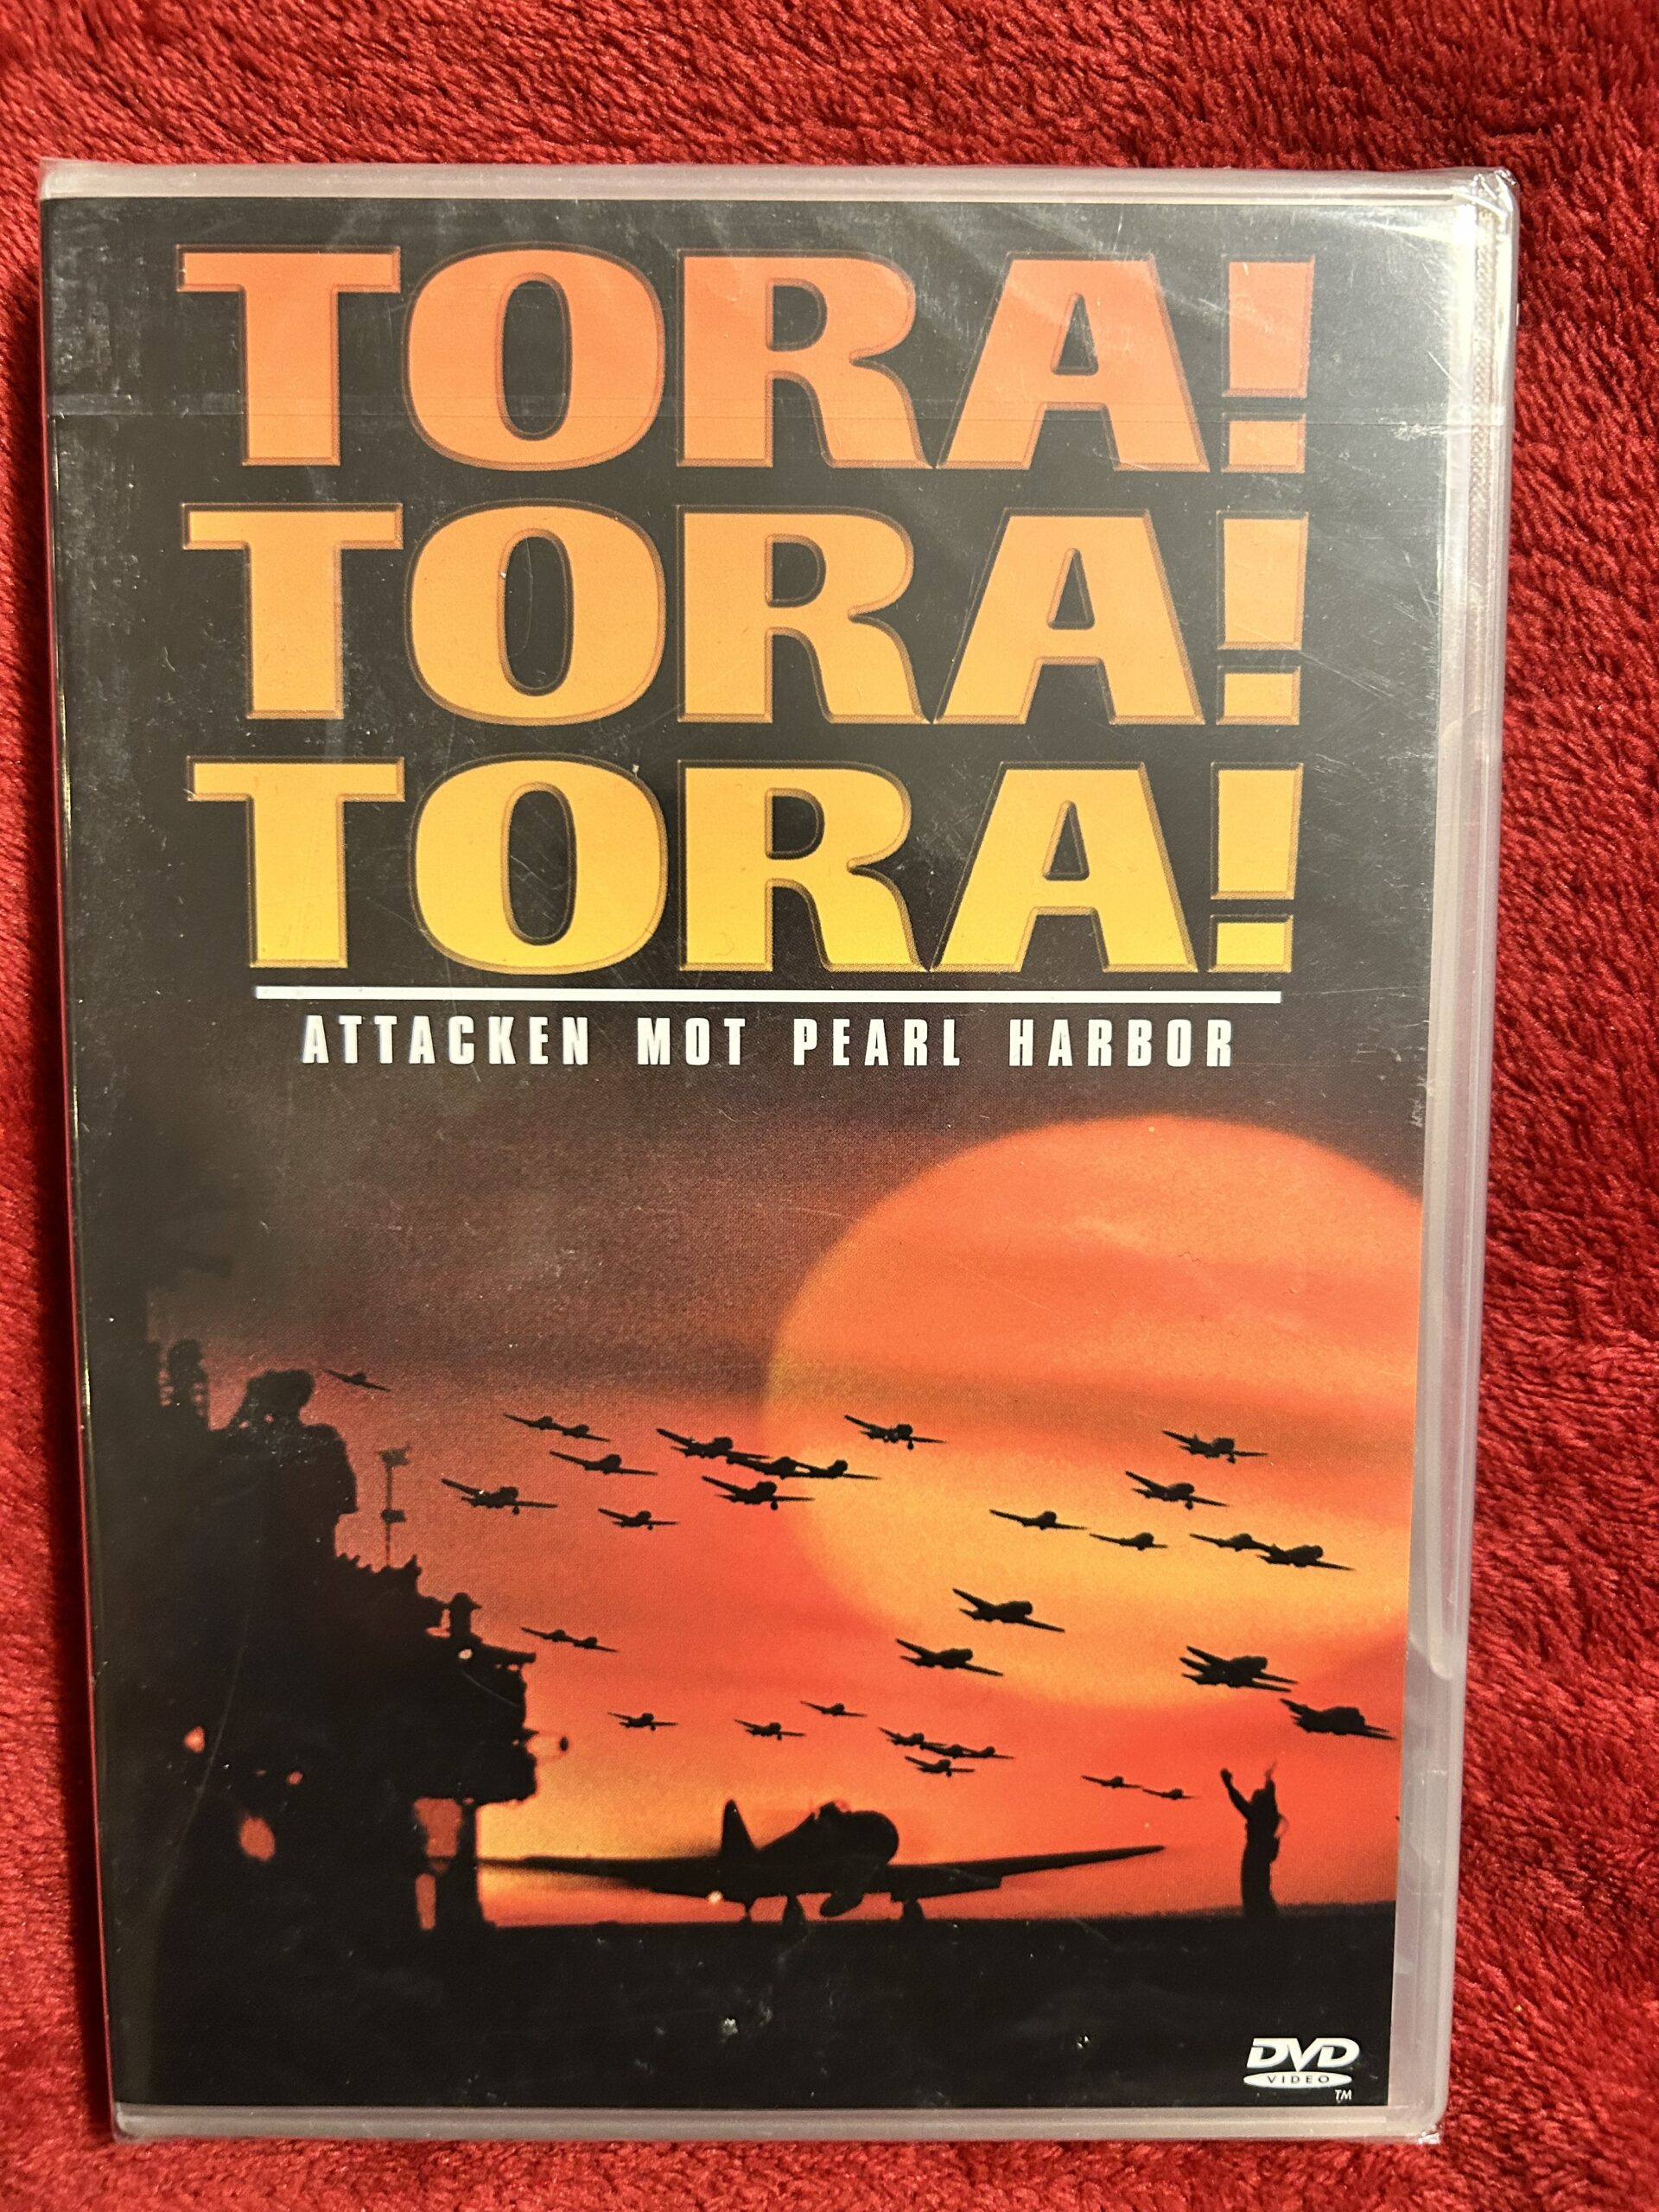 TORA!
TORA!
TORA!
ATTACKEN MOT PEARL HARBOR
DVD
VIDEO
TM